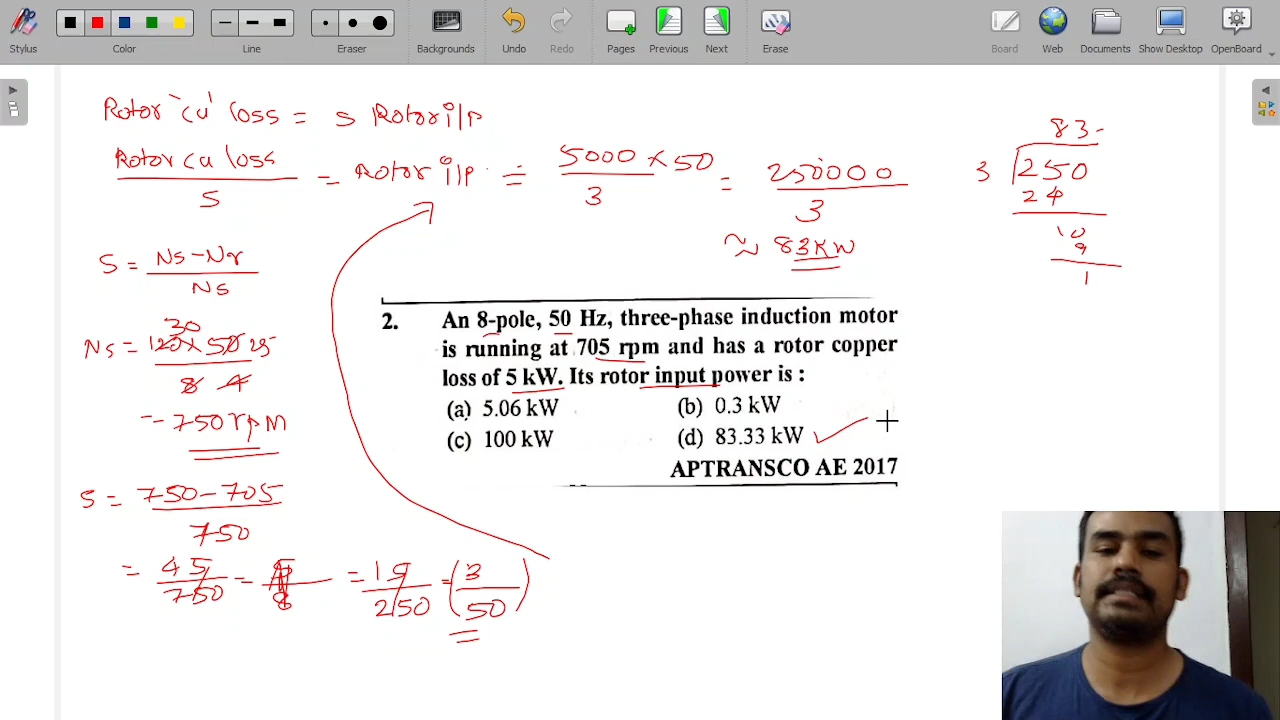 Stylus
Color
Line
Eraser
Backgrounds
Undo
Redo
Pages
Previous
Next
Erase
Board
Web
Documents
Show Desktop
OpenBoard
Rotor 'cu' loss = s Rotor i/p
Rotor cu loss / S = Rotor i/p = 5000 × 50 / 3 = 250000 / 3
≈ 83KW
83
3 250
24
10
9
1
S = Ns-Nr / Ns
Ns = 120 × 50 / 8 4
30 25
= 750 rpm
S = 750 - 705 / 750
= 45 / 750 = = 15 / 250 = (3 / 50)
2. An 8-pole, 50 Hz, three-phase induction motor
is running at 705 rpm and has a rotor copper
loss of 5 kW. Its rotor input power is :
(a) 5.06 kW (b) 0.3 kW
(c) 100 kW (d) 83.33 kW
APTRANSCO AE 2017